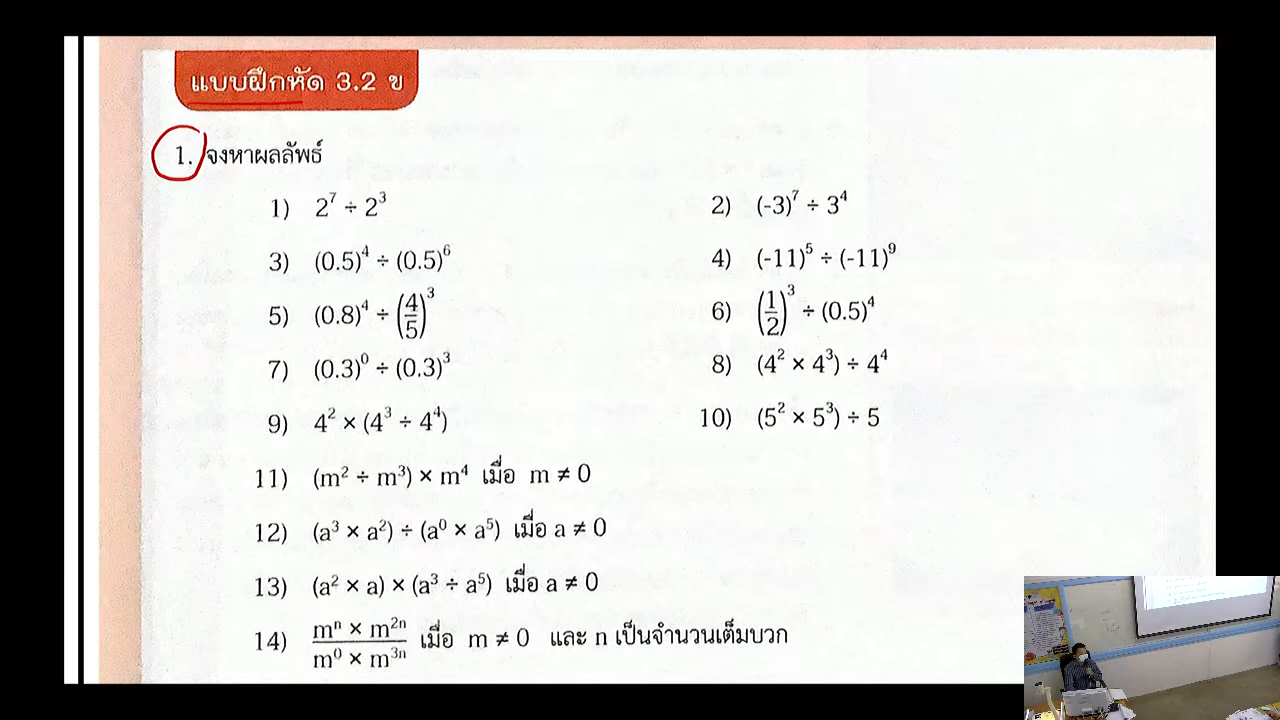 แบบฝึกหัด 3.2 ข
1. จงหาผลลัพธ์
1) 2⁷ ÷ 2³
2) (-3)⁷ ÷ 3⁴
3) (0.5)⁴ ÷ (0.5)⁶
4) (-11)⁵ ÷ (-11)⁹
5) (0.8)⁴ ÷ (4/5)³
6) (1/2)³ ÷ (0.5)⁴
7) (0.3)⁰ ÷ (0.3)³
8) (4² × 4³) ÷ 4⁴
9) 4² × (4³ ÷ 4⁴)
10) (5² × 5³) ÷ 5
11) (m² ÷ m³) × m⁴ เมื่อ m ≠ 0
12) (a³ × a²) ÷ (a⁰ × a⁵) เมื่อ a ≠ 0
13) (a² × a) × (a³ ÷ a⁵) เมื่อ a ≠ 0
14) (mⁿ × m²ⁿ)/(m⁰ × m³ⁿ) เมื่อ m ≠ 0 และ n เป็นจำนวนเต็มบวก